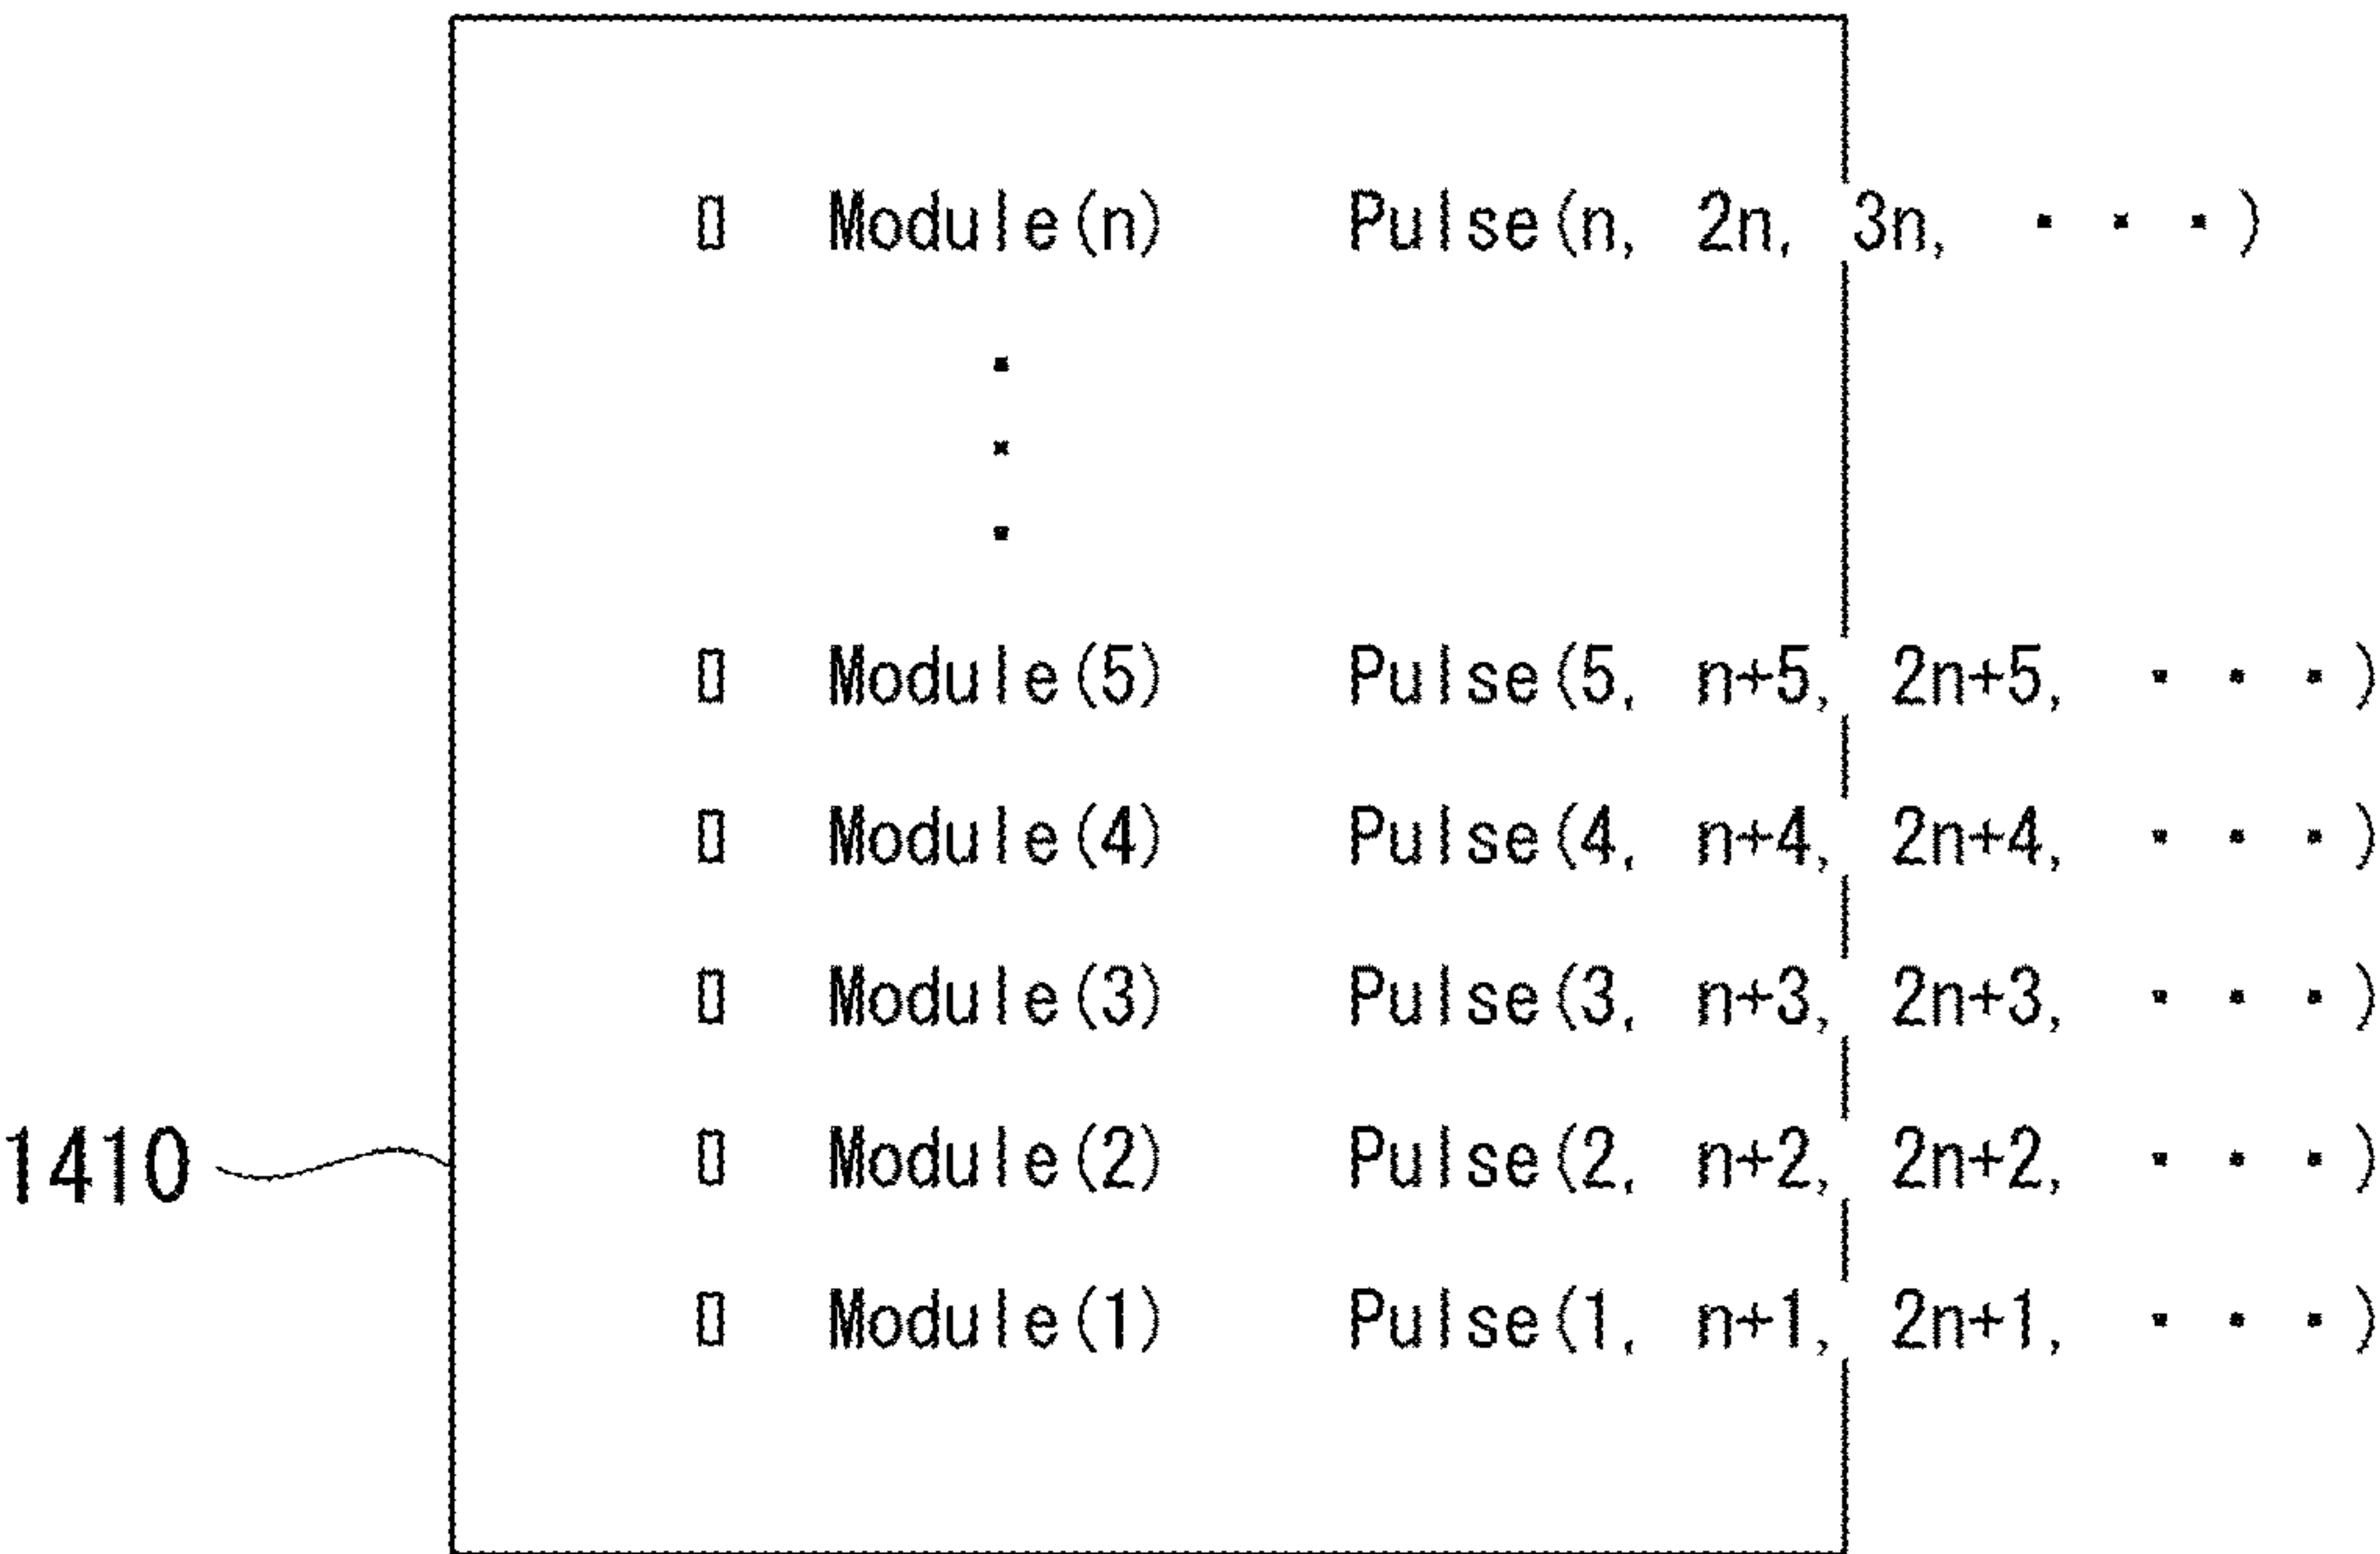 ▯ Module(n) Pulse(n, 2n, 3n, ･ ･ ･)
･
･
･
▯ Module(5) Pulse(5, n+5, 2n+5, ･ ･ ･)
▯ Module(4) Pulse(4, n+4, 2n+4, ･ ･ ･)
▯ Module(3) Pulse(3, n+3, 2n+3, ･ ･ ･)
1410
▯ Module(2) Pulse(2, n+2, 2n+2, ･ ･ ･)
▯ Module(1) Pulse(1, n+1, 2n+1, ･ ･ ･)